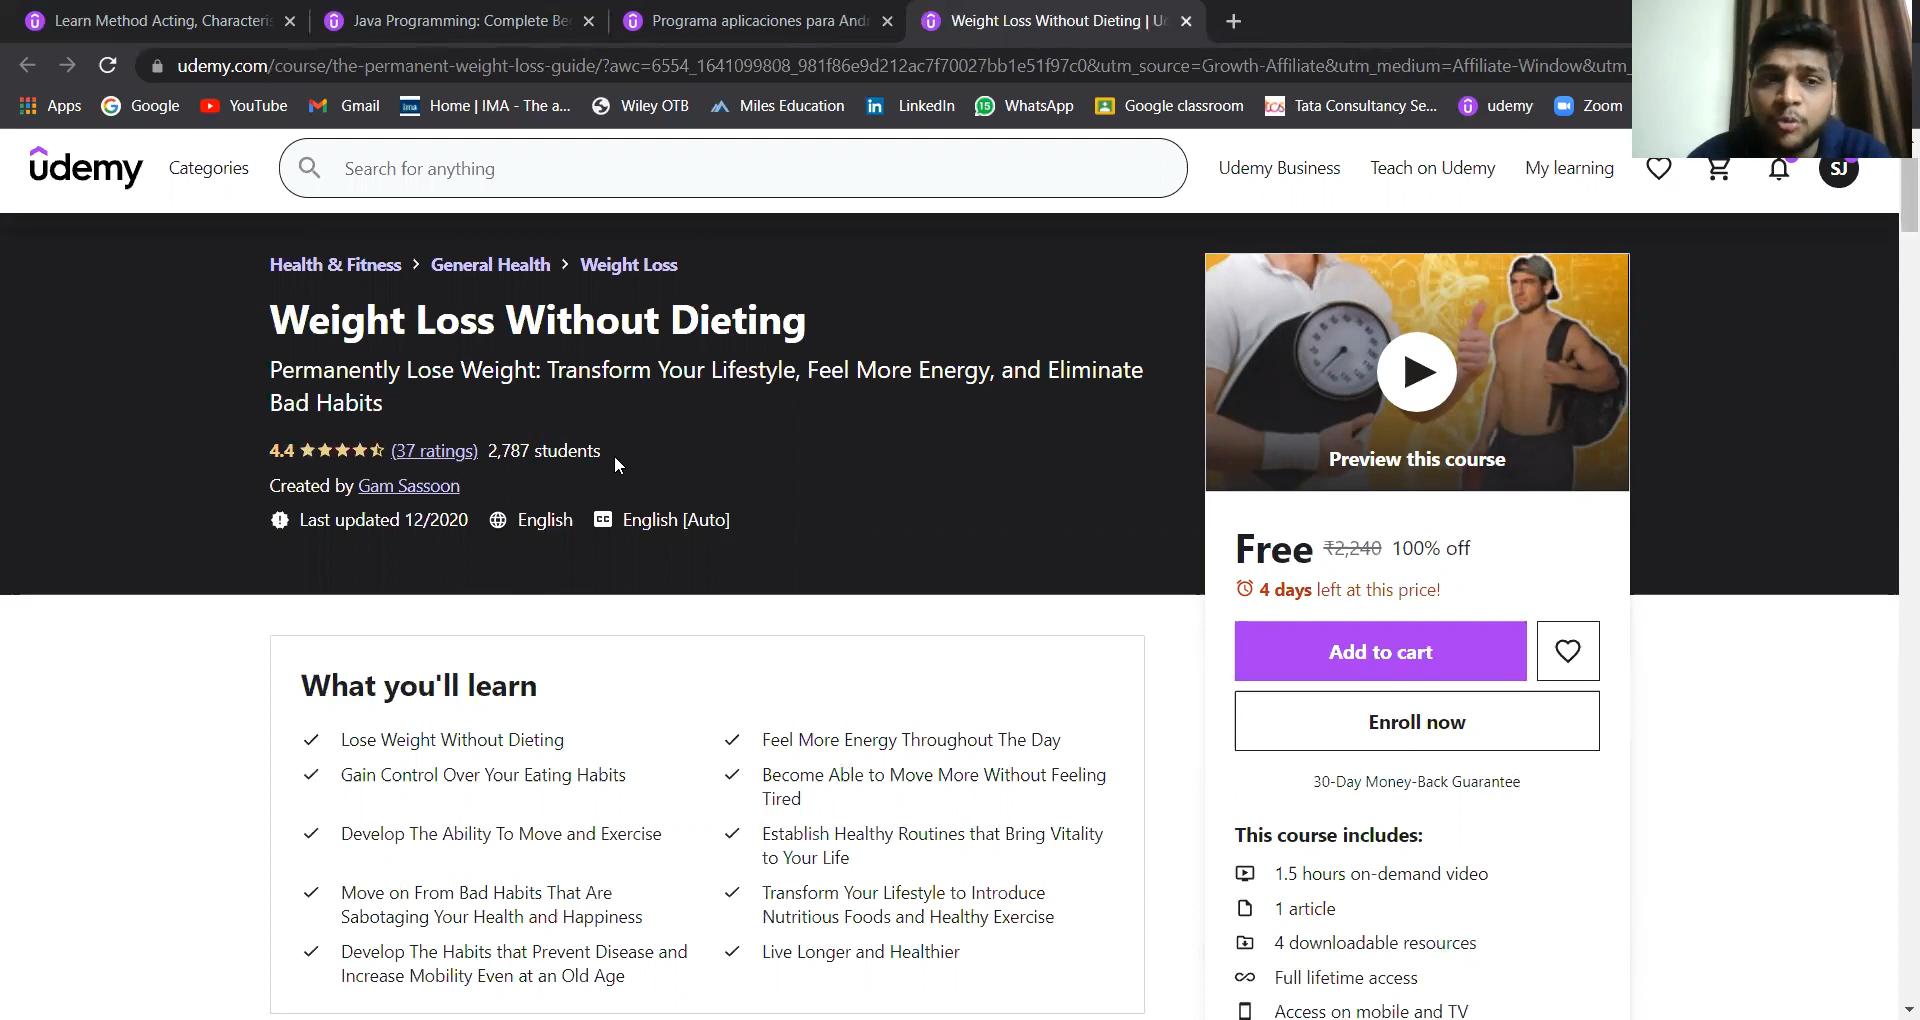 Learn Method Acting, Characteris
Java Programming: Complete Be
Programa aplicaciones para Andr
Weight Loss Without Dieting | U
udemy.com/course/the-permanent-weight-loss-guide/?awc=6554_1641099808_981f86e9d212ac7f70027bb1e51f97c0&utm_source=Growth-Affiliate&utm_medium=Affiliate-Window&utm_
Apps Google YouTube Gmail Home | IMA - The a... Wiley OTB Miles Education LinkedIn 15 WhatsApp Google classroom Tata Consultancy Se... udemy Zoom
udemy Categories Search for anything Udemy Business Teach on Udemy My learning SJ
Health & Fitness > General Health > Weight Loss
Weight Loss Without Dieting
Permanently Lose Weight: Transform Your Lifestyle, Feel More Energy, and Eliminate
Bad Habits
4.4 (37 ratings) 2,787 students
Created by Gam Sassoon
Last updated 12/2020 English CC English [Auto]
Preview this course
Free ₹2,240 100% off
4 days left at this price!
Add to cart
Enroll now
30-Day Money-Back Guarantee
This course includes:
1.5 hours on-demand video
1 article
4 downloadable resources
Full lifetime access
Access on mobile and TV
What you'll learn
Lose Weight Without Dieting
Gain Control Over Your Eating Habits
Develop The Ability To Move and Exercise
Move on From Bad Habits That Are
Sabotaging Your Health and Happiness
Develop The Habits that Prevent Disease and
Increase Mobility Even at an Old Age
Feel More Energy Throughout The Day
Become Able to Move More Without Feeling
Tired
Establish Healthy Routines that Bring Vitality
to Your Life
Transform Your Lifestyle to Introduce
Nutritious Foods and Healthy Exercise
Live Longer and Healthier